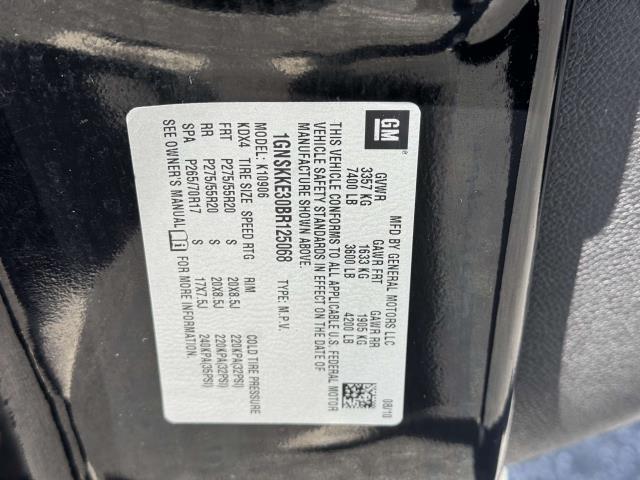 GM
MFD BY GENERAL MOTORS LLC
08/10
GVWR GAWR FRT GAWR RR
3357 KG 1633 KG 1905 KG
7400 LB 3600 LB 4200 LB
THIS VEHICLE CONFORMS TO ALL APPLICABLE U.S. FEDERAL MOTOR
VEHICLE SAFETY STANDARDS IN EFFECT ON THE DATE OF
MANUFACTURE SHOWN ABOVE.
1GNSKKE30BR125068 TYPE: M.P.V.
MODEL: K10906
KDX4 TIRE SIZE SPEED RTG RIM COLD TIRE PRESSURE
FRT P275/55R20 S 20X8.5J 220KPA(32PSI)
RR P275/55R20 S 20X8.5J 220KPA(32PSI)
SPA P265/70R17 S 17X7.5J 240KPA(35PSI)
SEE OWNER'S MANUAL FOR MORE INFORMATION.